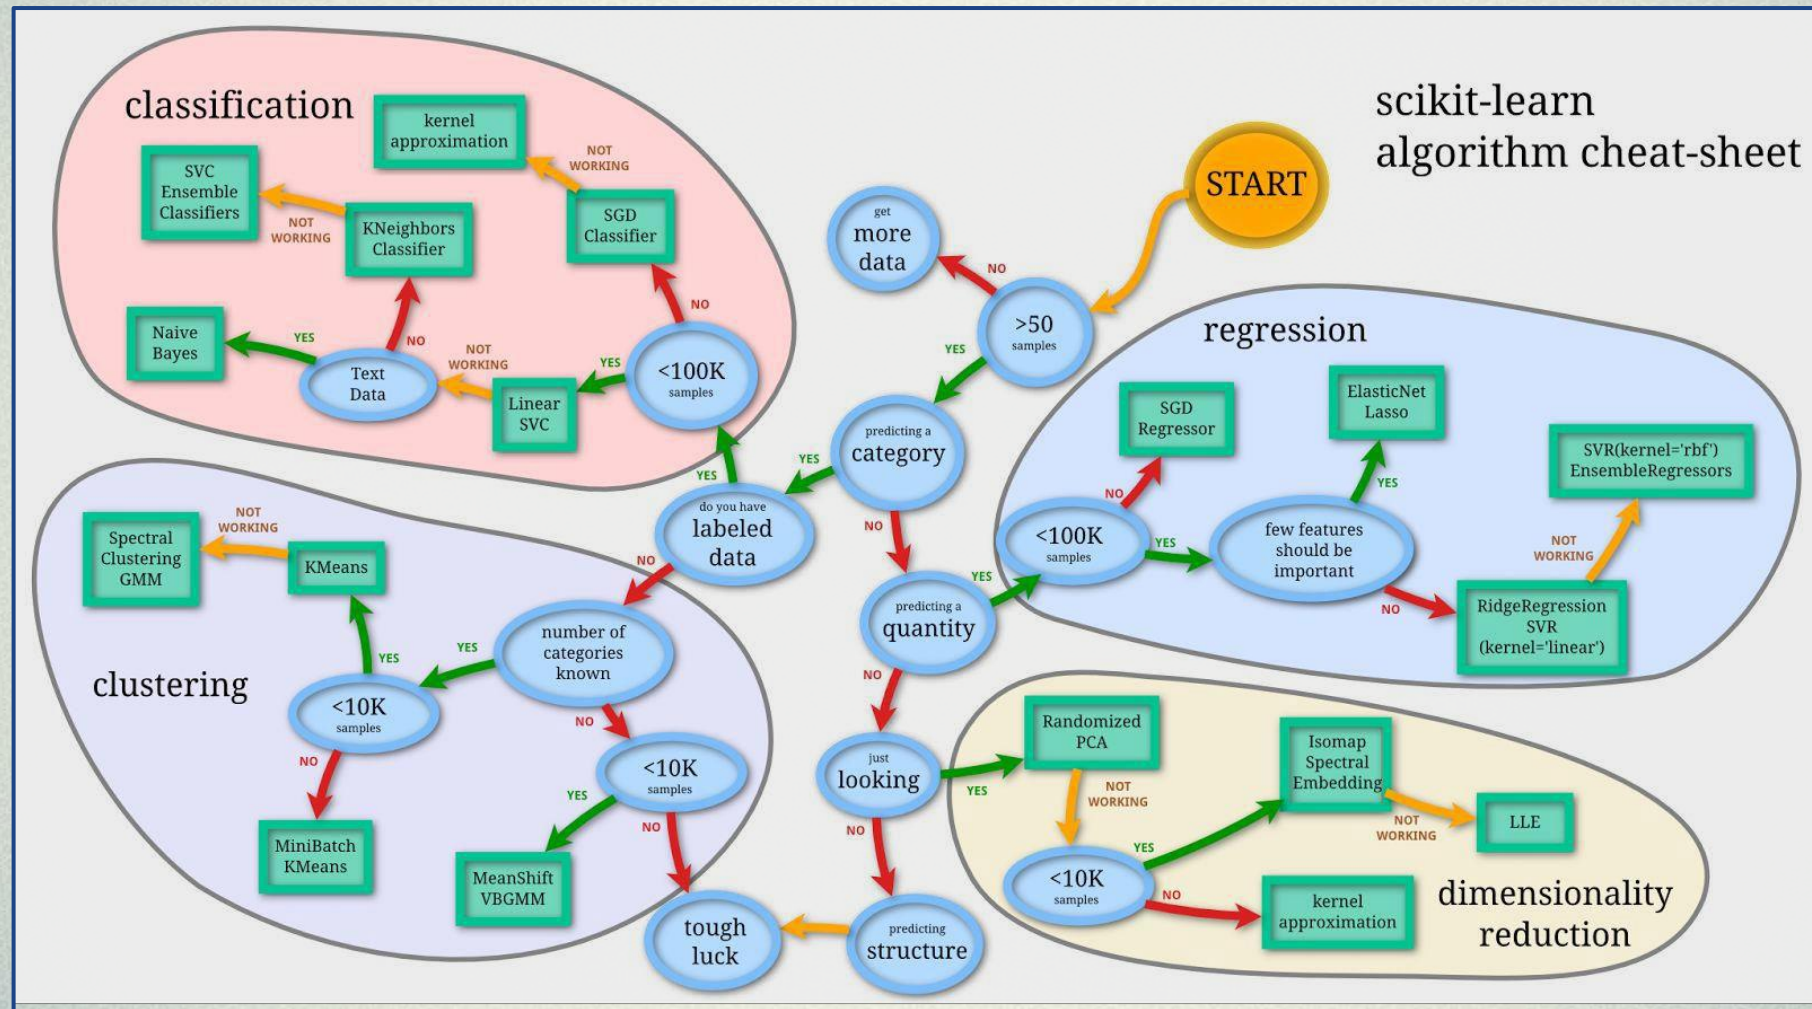 scikit-learn
algorithm cheat-sheet
START
classification
kernel
approximation
NOT
WORKING
SVC
Ensemble
Classifiers
NOT
WORKING
KNeighbors
Classifier
SGD
Classifier
NO
Naive
Bayes
YES
NO
Text
Data
NOT
WORKING
Linear
SVC
YES
<100K
samples
get
more
data
NO
>50
samples
YES
predicting a
category
YES
NO
do you have
labeled
data
YES
NO
predicting a
quantity
YES
NO
just
looking
YES
NO
predicting
structure
tough
luck
regression
SGD
Regressor
NO
<100K
samples
YES
ElasticNet
Lasso
YES
few features
should be
important
NO
SVR(kernel='rbf')
EnsembleRegressors
NOT
WORKING
RidgeRegression
SVR
(kernel='linear')
clustering
Spectral
Clustering
GMM
NOT
WORKING
KMeans
YES
<10K
samples
YES
number of
categories
known
NO
NO
MiniBatch
KMeans
<10K
samples
YES
NO
MeanShift
VBGMM
Randomized
PCA
NOT
WORKING
<10K
samples
YES
NO
Isomap
Spectral
Embedding
NOT
WORKING
LLE
kernel
approximation
dimensionality
reduction